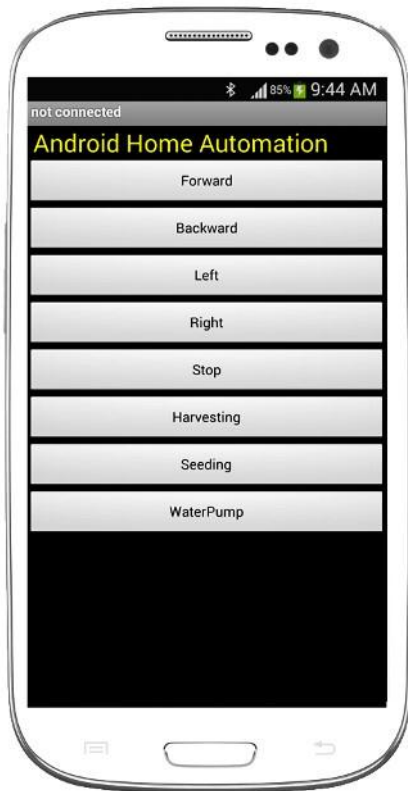 85% 9:44 AM
not connected
Android Home Automation
Forward
Backward
Left
Right
Stop
Harvesting
Seeding
WaterPump